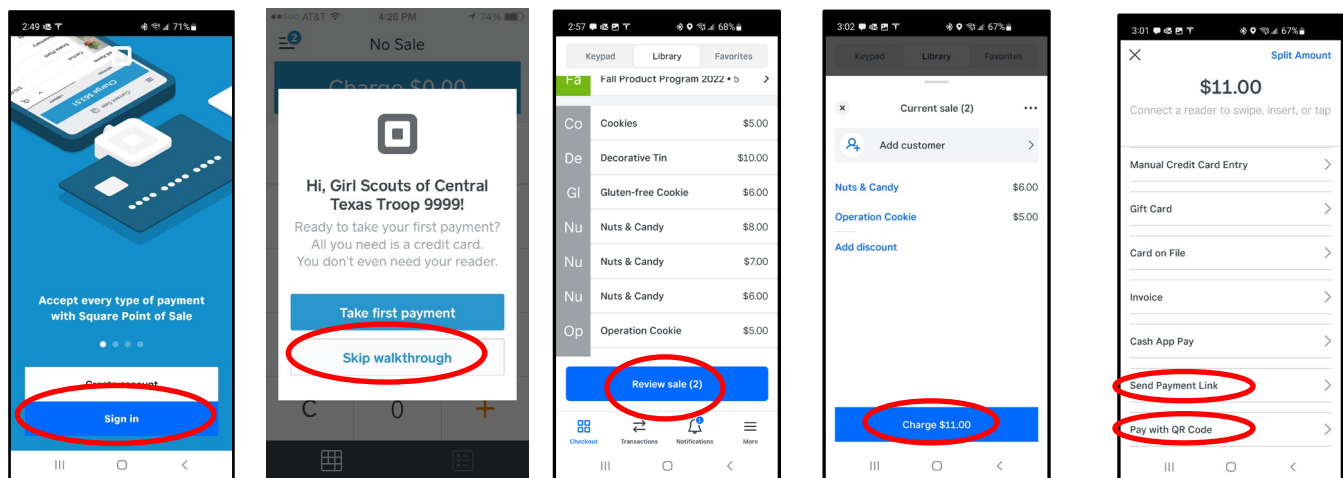 2:49
71%
Charge $63.51
Accept every type of payment
with Square Point of Sale
Create account
Sign in
AT&T
4:26 PM
74%
2
No Sale
Charge $0.00
Hi, Girl Scouts of Central
Texas Troop 9999!
Ready to take your first payment?
All you need is a credit card.
You don't even need your reader.
Take first payment
Skip walkthrough
C 0 +
2:57
68%
Keypad Library Favorites
Fa Fall Product Program 2022 • 5 >
Co Cookies $5.00
De Decorative Tin $10.00
Gl Gluten-free Cookie $6.00
Nu Nuts & Candy $8.00
Nu Nuts & Candy $7.00
Nu Nuts & Candy $6.00
Op Operation Cookie $5.00
Review sale (2)
Checkout Transactions Notifications More
3:02
67%
Keypad Library Favorites
× Current sale (2) •••
Add customer >
Nuts & Candy $6.00
Operation Cookie $5.00
Add discount
Charge $11.00
3:01
67%
Split Amount
$11.00
Connect a reader to swipe, insert, or tap
Manual Credit Card Entry >
Gift Card >
Card on File >
Invoice >
Cash App Pay >
Send Payment Link >
Pay with QR Code >